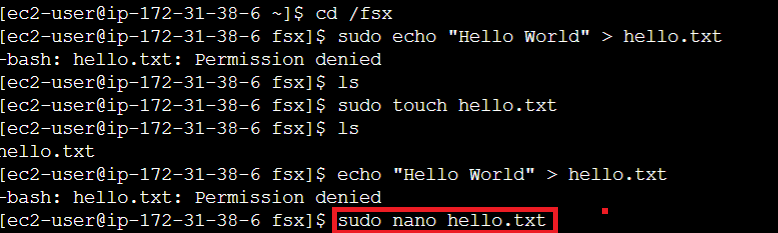 [ec2-user@ip-172-31-38-6 ~]$ cd /fsx
[ec2-user@ip-172-31-38-6 fsx]$ sudo echo "Hello World" > hello.txt
-bash: hello.txt: Permission denied
[ec2-user@ip-172-31-38-6 fsx]$ ls
[ec2-user@ip-172-31-38-6 fsx]$ sudo touch hello.txt
[ec2-user@ip-172-31-38-6 fsx]$ ls
hello.txt
[ec2-user@ip-172-31-38-6 fsx]$ echo "Hello World" > hello.txt
-bash: hello.txt: Permission denied
[ec2-user@ip-172-31-38-6 fsx]$ sudo nano hello.txt